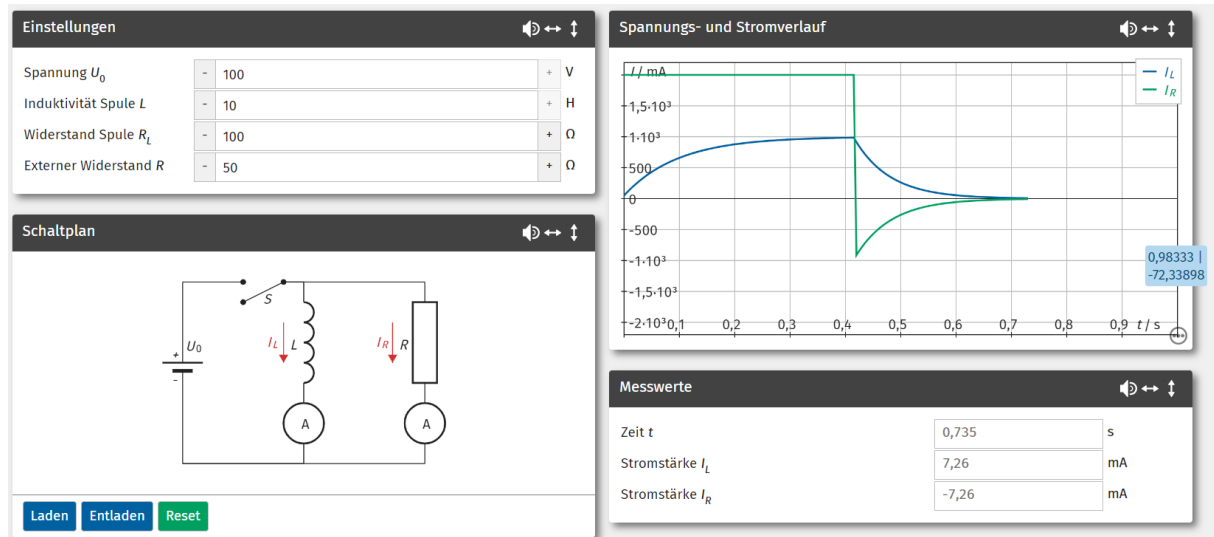 Einstellungen
Spannung U0 - 100 + V
Induktivität Spule L - 10 + H
Widerstand Spule RL - 100 + Ω
Externer Widerstand R - 50 + Ω
Schaltplan
S
+ U0 -
IL L
IR R
A A
Laden Entladen Reset
Spannungs- und Stromverlauf
I / mA
IL
IR
1,5·10³
1·10³
500
0
-500
-1·10³
-1,5·10³
-2·10³
0,1 0,2 0,3 0,4 0,5 0,6 0,7 0,8 0,9 t / s
0,98333 |
-72,33898
Messwerte
Zeit t 0,735 s
Stromstärke IL 7,26 mA
Stromstärke IR -7,26 mA